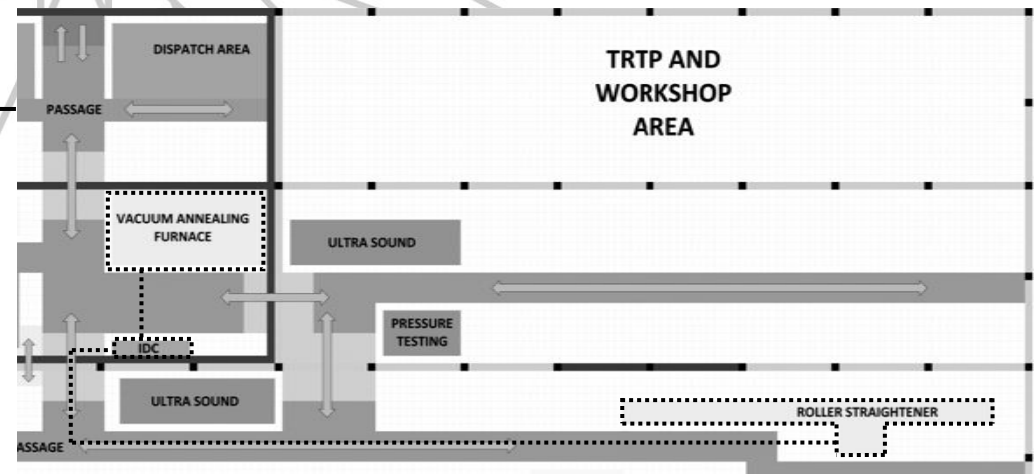 DISPATCH AREA
TRTP AND
WORKSHOP
AREA
PASSAGE
VACUUM ANNEALING
FURNACE
ULTRA SOUND
PRESSURE
TESTING
IDC
ULTRA SOUND
ROLLER STRAIGHTENER
ASSAGE